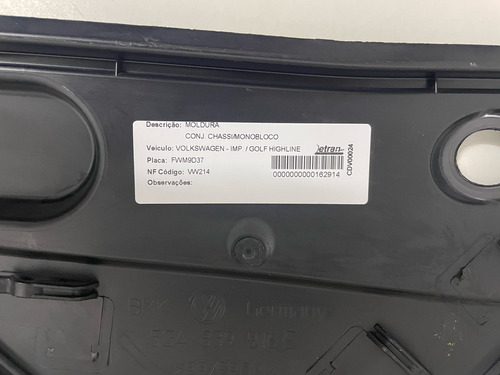 Descrição: MOLDURA
CONJ. CHASSI/MONOBLOCO
Veículo: VOLKSWAGEN - IMP. / GOLF HIGHLINE
Placa: FWM9D37
NF Código: VW214
Observações:
detran
0000000000162914
CDV00024
Germany